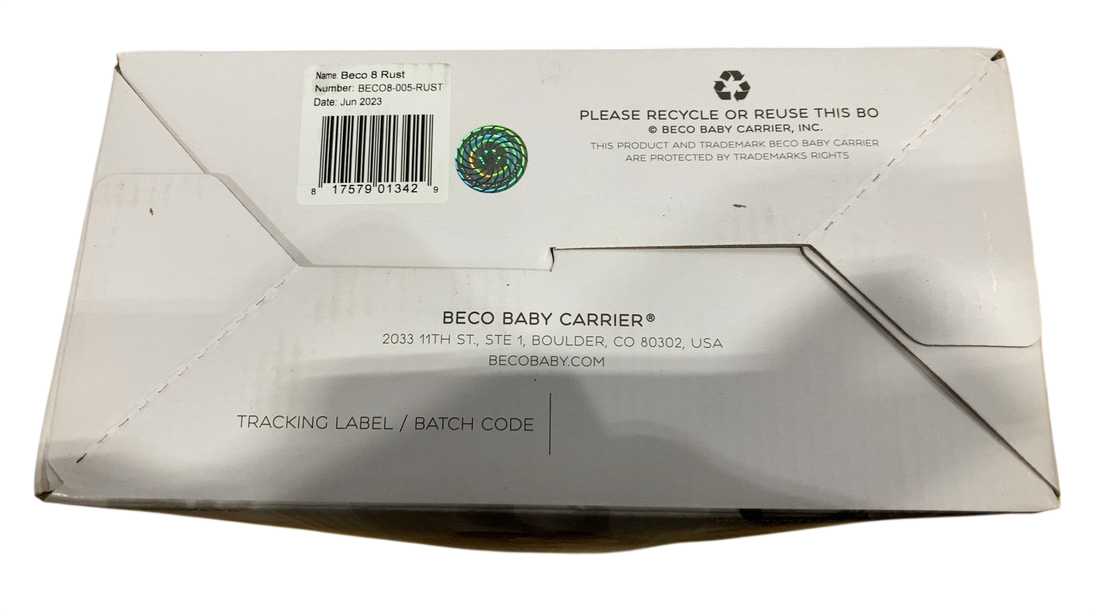 Name: Beco 8 Rust
Number: BECO8-005-RUST
Date: Jun 2023
8 17579 01342 9
PLEASE RECYCLE OR REUSE THIS BO
© BECO BABY CARRIER, INC.
THIS PRODUCT AND TRADEMARK BECO BABY CARRIER
ARE PROTECTED BY TRADEMARKS RIGHTS
BECO BABY CARRIER®
2033 11TH ST., STE 1, BOULDER, CO 80302, USA
BECOBABY.COM
TRACKING LABEL / BATCH CODE